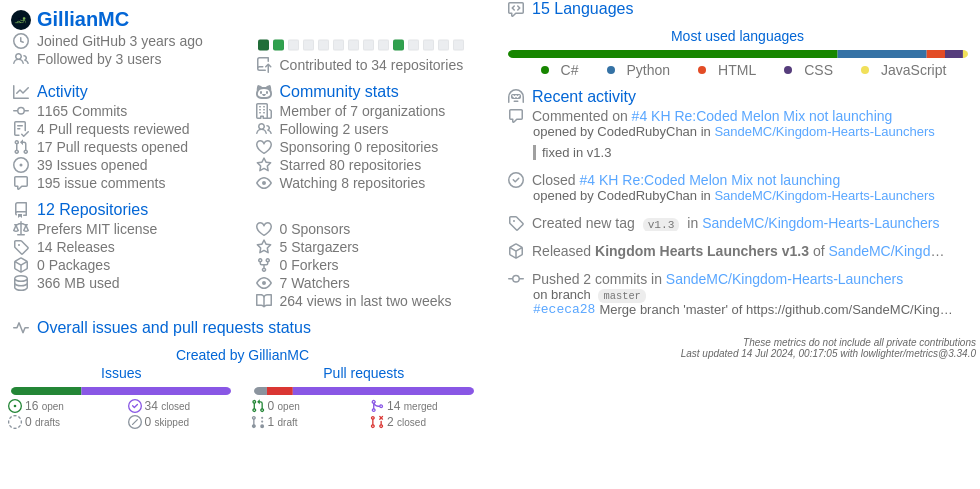 GillianMC
Joined GitHub 3 years ago
Followed by 3 users
Contributed to 34 repositories
Activity
1165 Commits
4 Pull requests reviewed
17 Pull requests opened
39 Issues opened
195 issue comments
Community stats
Member of 7 organizations
Following 2 users
Sponsoring 0 repositories
Starred 80 repositories
Watching 8 repositories
12 Repositories
Prefers MIT license
14 Releases
0 Packages
366 MB used
0 Sponsors
5 Stargazers
0 Forkers
7 Watchers
264 views in last two weeks
Overall issues and pull requests status
Created by GillianMC
Issues
16 open
34 closed
0 drafts
0 skipped
Pull requests
0 open
14 merged
1 draft
2 closed
15 Languages
Most used languages
C# Python HTML CSS JavaScript
Recent activity
Commented on #4 KH Re:Coded Melon Mix not launching
opened by CodedRubyChan in SandeMC/Kingdom-Hearts-Launchers
fixed in v1.3
Closed #4 KH Re:Coded Melon Mix not launching
opened by CodedRubyChan in SandeMC/Kingdom-Hearts-Launchers
Created new tag v1.3 in SandeMC/Kingdom-Hearts-Launchers
Released Kingdom Hearts Launchers v1.3 of SandeMC/Kingd…
Pushed 2 commits in SandeMC/Kingdom-Hearts-Launchers
on branch master
#ececa28 Merge branch 'master' of https://github.com/SandeMC/King…
These metrics do not include all private contributions
Last updated 14 Jul 2024, 00:17:05 with lowlighter/metrics@3.34.0